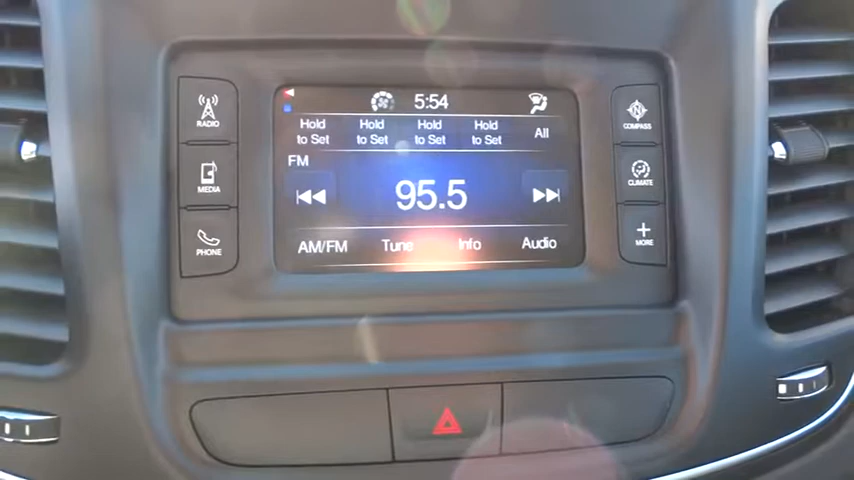 5:54
Hold to Set
Hold to Set
Hold to Set
Hold to Set
All
FM
95.5
AM/FM
Tune
Info
Audio
RADIO
MEDIA
PHONE
N
COMPASS
CLIMATE
MORE